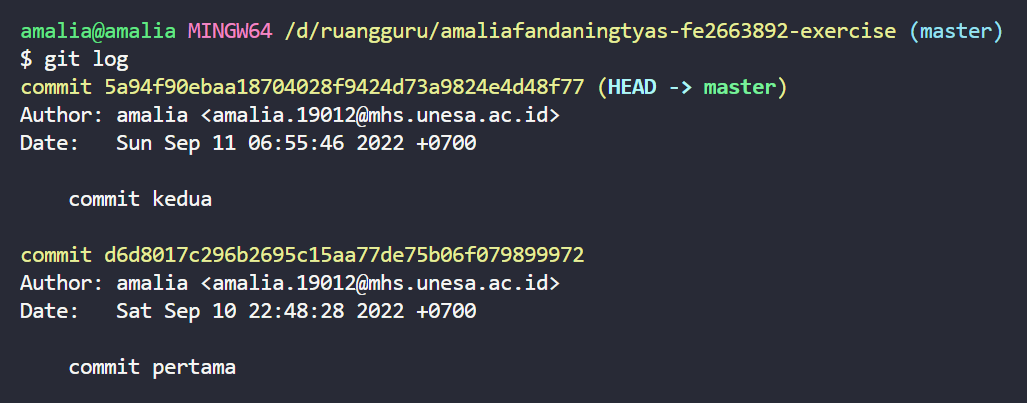 amalia@amalia MINGW64 /d/ruangguru/amaliafandaningtyas-fe2663892-exercise (master)
$ git log
commit 5a94f90ebaa18704028f9424d73a9824e4d48f77 (HEAD -> master)
Author: amalia <amalia.19012@mhs.unesa.ac.id>
Date:   Sun Sep 11 06:55:46 2022 +0700
    commit kedua
commit d6d8017c296b2695c15aa77de75b06f079899972
Author: amalia <amalia.19012@mhs.unesa.ac.id>
Date:   Sat Sep 10 22:48:28 2022 +0700
    commit pertama